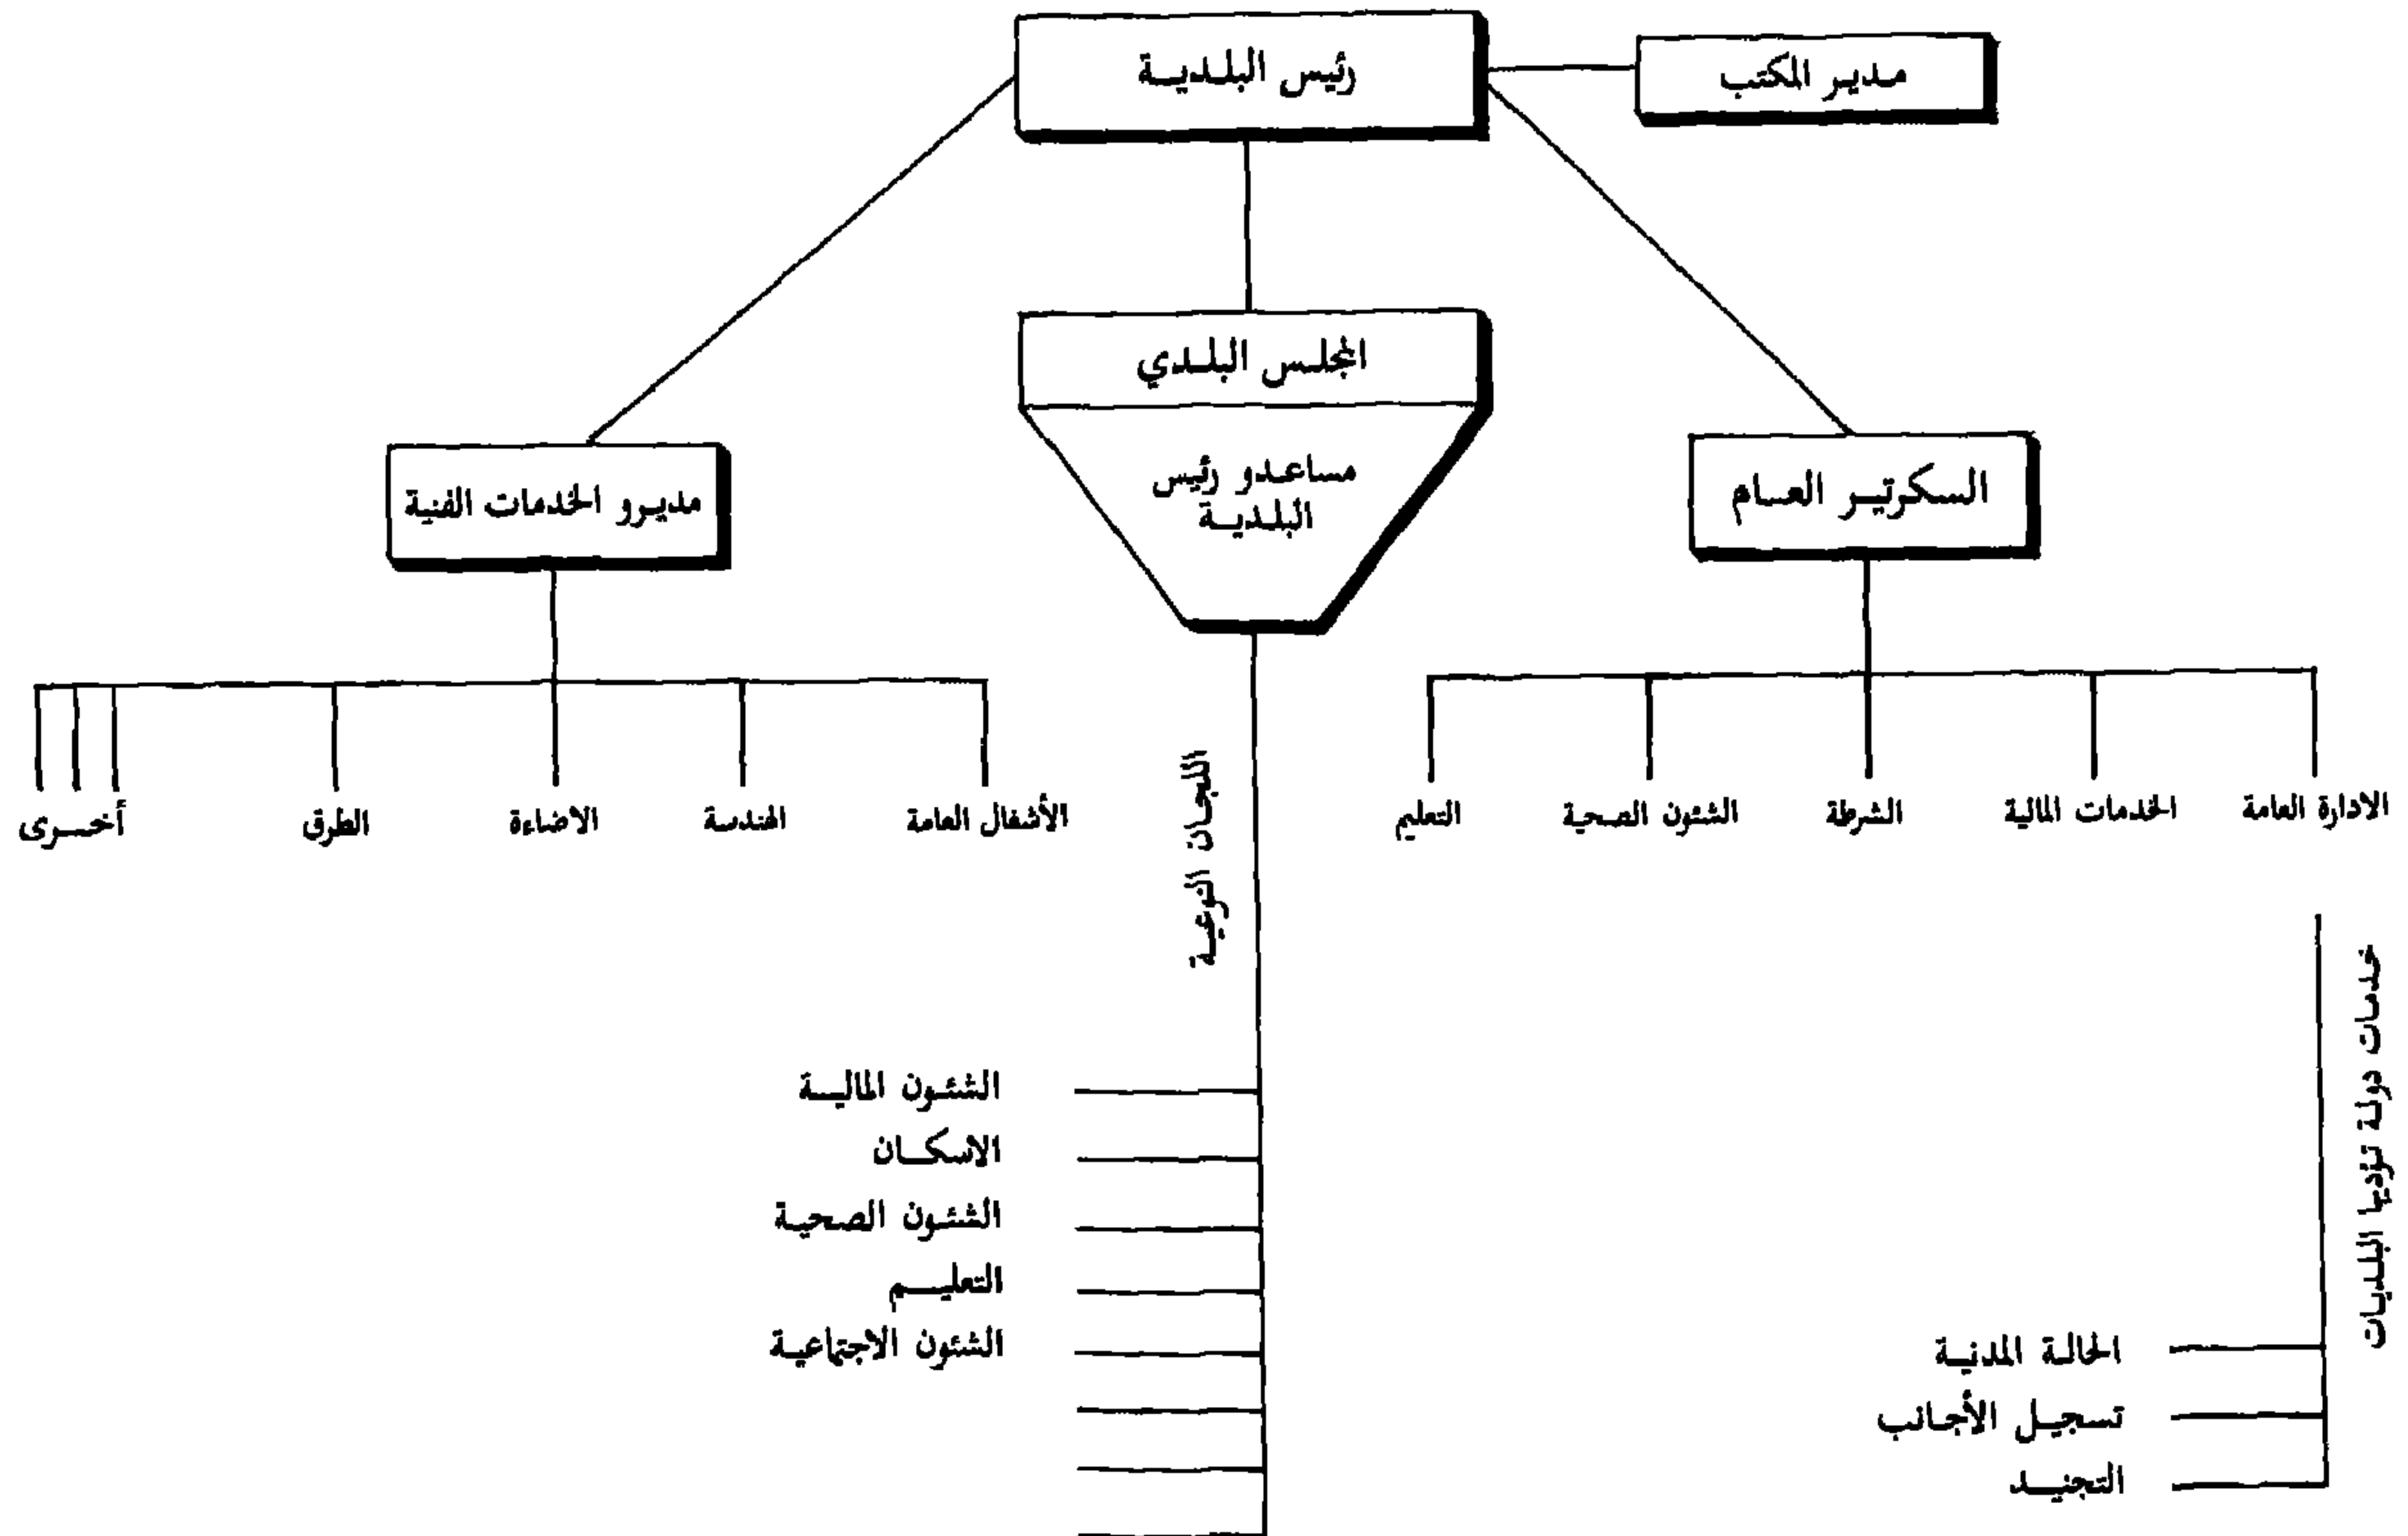 رئيس البلدية
مدير المكتب
المجلس البلدي
مساعدو رئيس
البلدية
السكرتير العام
مديرو الخدمات الفنية
الادارة العامة
الخدمات المالية
الشرطة
الشئون الصحية
التعليم
الأشغال العامة
الهندسة
الاضاءة
الطرق
أخرى
اللجان النوعية
الشئون المالية
الاسكان
الشئون الصحية
التعليم
الشئون الاجتماعية
خدمات دولة تؤديها البلديات
الحالة المدنية
تسجيل الأجانب
التجنيد